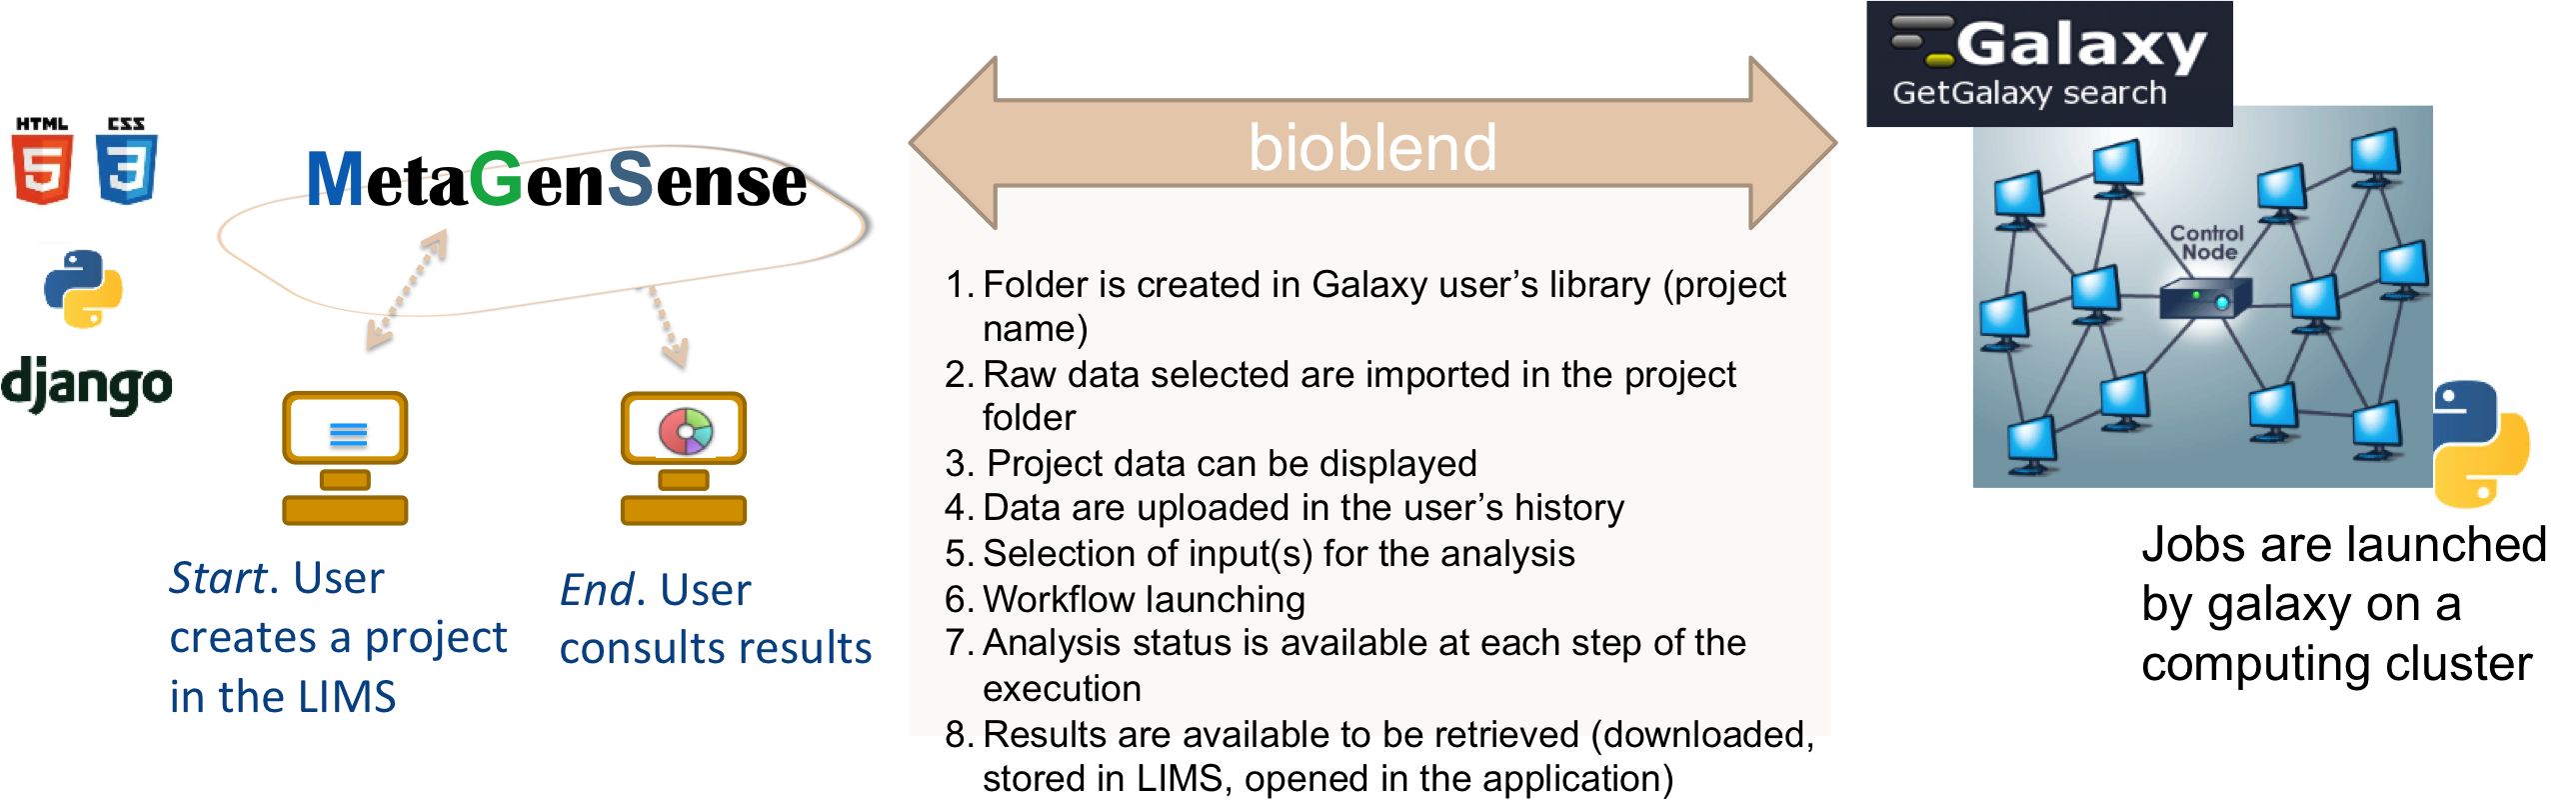 HTML
CSS
5
3
django
MetaGenSense
Start. User
creates a project
in the LIMS
End. User
consults results
bioblend
1. Folder is created in Galaxy user’s library (project
name)
2. Raw data selected are imported in the project
folder
3. Project data can be displayed
4. Data are uploaded in the user’s history
5. Selection of input(s) for the analysis
6. Workflow launching
7. Analysis status is available at each step of the
execution
8. Results are available to be retrieved (downloaded,
stored in LIMS, opened in the application)
Galaxy
GetGalaxy search
Control
Node
Jobs are launched
by galaxy on a
computing cluster